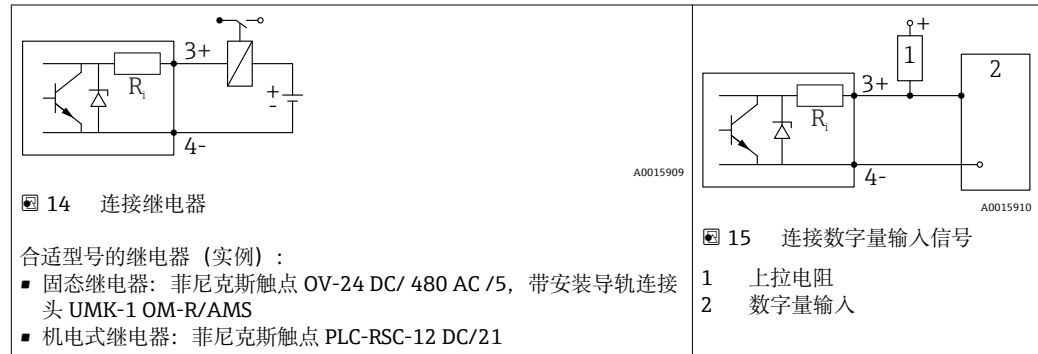 3+
Ri
+
-
4-
A0015909
14 连接继电器
合适型号的继电器（实例）：
▪ 固态继电器：菲尼克斯触点 OV-24 DC/ 480 AC /5，带安装导轨连接
头 UMK-1 OM-R/AMS
▪ 机电式继电器：菲尼克斯触点 PLC-RSC-12 DC/21
+
1
2
3+
Ri
4-
A0015910
15 连接数字量输入信号
1 上拉电阻
2 数字量输入